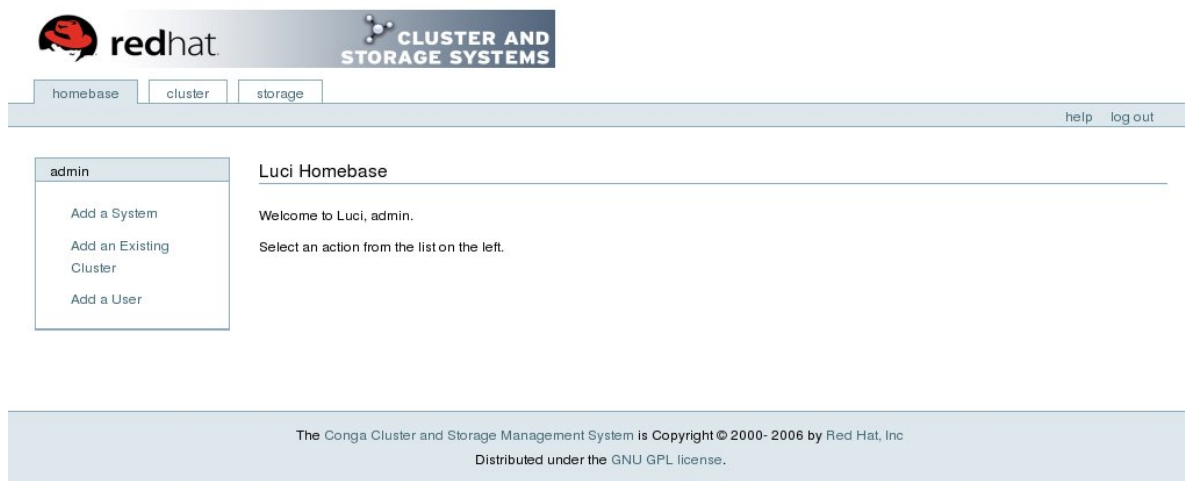 redhat.
CLUSTER AND
STORAGE SYSTEMS
homebase
cluster
storage
help
log out
admin
Add a System
Add an Existing
Cluster
Add a User
Luci Homebase
Welcome to Luci, admin.
Select an action from the list on the left.
The Conga Cluster and Storage Management System is Copyright © 2000- 2006 by Red Hat, Inc
Distributed under the GNU GPL license.